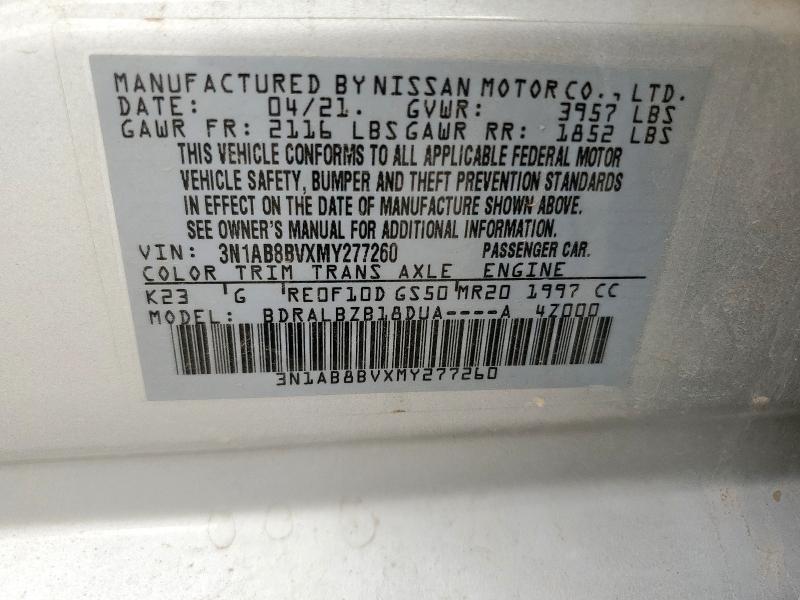 MANUFACTURED BY NISSAN MOTOR CO., LTD.
DATE: 04/21. GVWR: 3957 LBS
GAWR FR: 2116 LBS GAWR RR: 1852 LBS
THIS VEHICLE CONFORMS TO ALL APPLICABLE FEDERAL MOTOR
VEHICLE SAFETY, BUMPER AND THEFT PREVENTION STANDARDS
IN EFFECT ON THE DATE OF MANUFACTURE SHOWN ABOVE.
SEE OWNER'S MANUAL FOR ADDITIONAL INFORMATION.
VIN: 3N1AB8BVXMY277260 PASSENGER CAR.
COLOR TRIM TRANS AXLE ENGINE
K23 G RE0F10D GS50 MR20 1997 CC
MODEL: BDRALBZB18DUA----A 4Z000
3N1AB8BVXMY277260